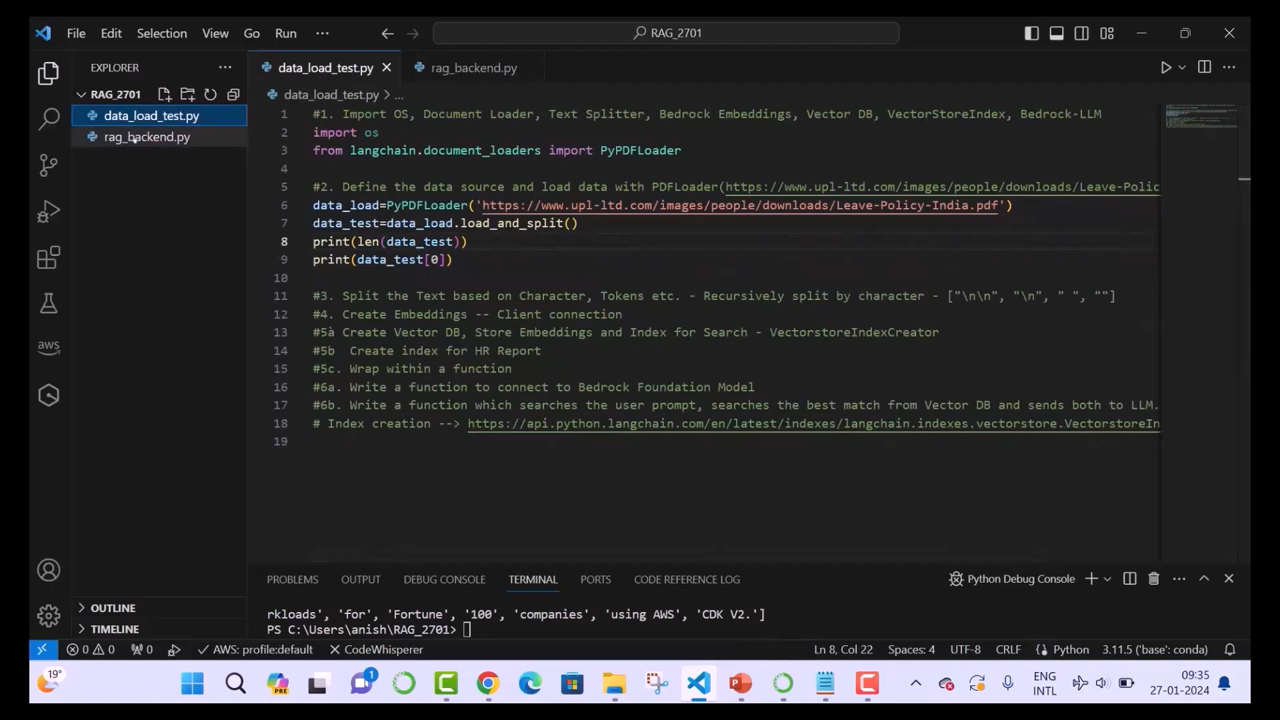 File Edit Selection View Go Run ··· RAG_2701
EXPLORER ··· data_load_test.py rag_backend.py
RAG_2701
data_load_test.py
rag_backend.py
data_load_test.py > ...
1 #1. Import OS, Document Loader, Text Splitter, Bedrock Embeddings, Vector DB, VectorStoreIndex, Bedrock-LLM
2 import os
3 from langchain.document_loaders import PyPDFLoader
4
5 #2. Define the data source and load data with PDFLoader(https://www.upl-ltd.com/images/people/downloads/Leave-Polic
6 data_load=PyPDFLoader('https://www.upl-ltd.com/images/people/downloads/Leave-Policy-India.pdf')
7 data_test=data_load.load_and_split()
8 print(len(data_test))
9 print(data_test[0])
10
11 #3. Split the Text based on Character, Tokens etc. - Recursively split by character - ["\n\n", "\n", " ", ""]
12 #4. Create Embeddings -- Client connection
13 #5à Create Vector DB, Store Embeddings and Index for Search - VectorstoreIndexCreator
14 #5b  Create index for HR Report
15 #5c. Wrap within a function
16 #6a. Write a function to connect to Bedrock Foundation Model
17 #6b. Write a function which searches the user prompt, searches the best match from Vector DB and sends both to LLM.
18 # Index creation --> https://api.python.langchain.com/en/latest/indexes/langchain.indexes.vectorstore.VectorstoreIn
19
aws
OUTLINE
TIMELINE
PROBLEMS OUTPUT DEBUG CONSOLE TERMINAL PORTS CODE REFERENCE LOG Python Debug Console
rkloads', 'for', 'Fortune', '100', 'companies', 'using AWS', 'CDK V2.']
PS C:\Users\anish\RAG_2701>
0 0 0 AWS: profile:default CodeWhisperer Ln 8, Col 22 Spaces: 4 UTF-8 CRLF Python 3.11.5 ('base': conda)
19° PRE 1 ENG INTL 09:35 27-01-2024